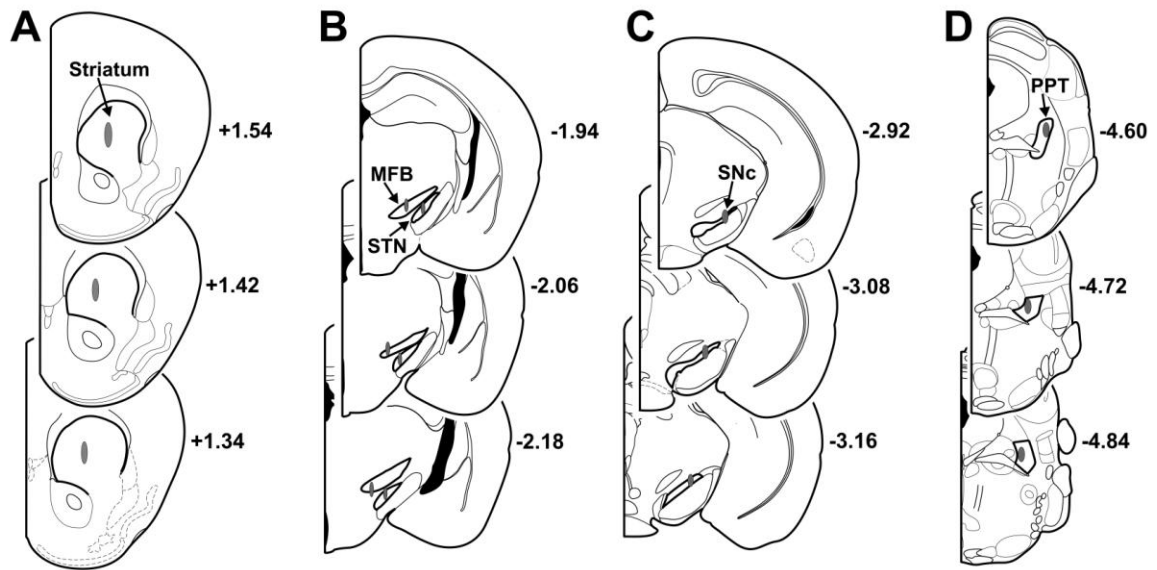 A
Striatum
+1.54
+1.42
+1.34
B
MFB
STN
-1.94
-2.06
-2.18
C
SNc
-2.92
-3.08
-3.16
D
PPT
-4.60
-4.72
-4.84